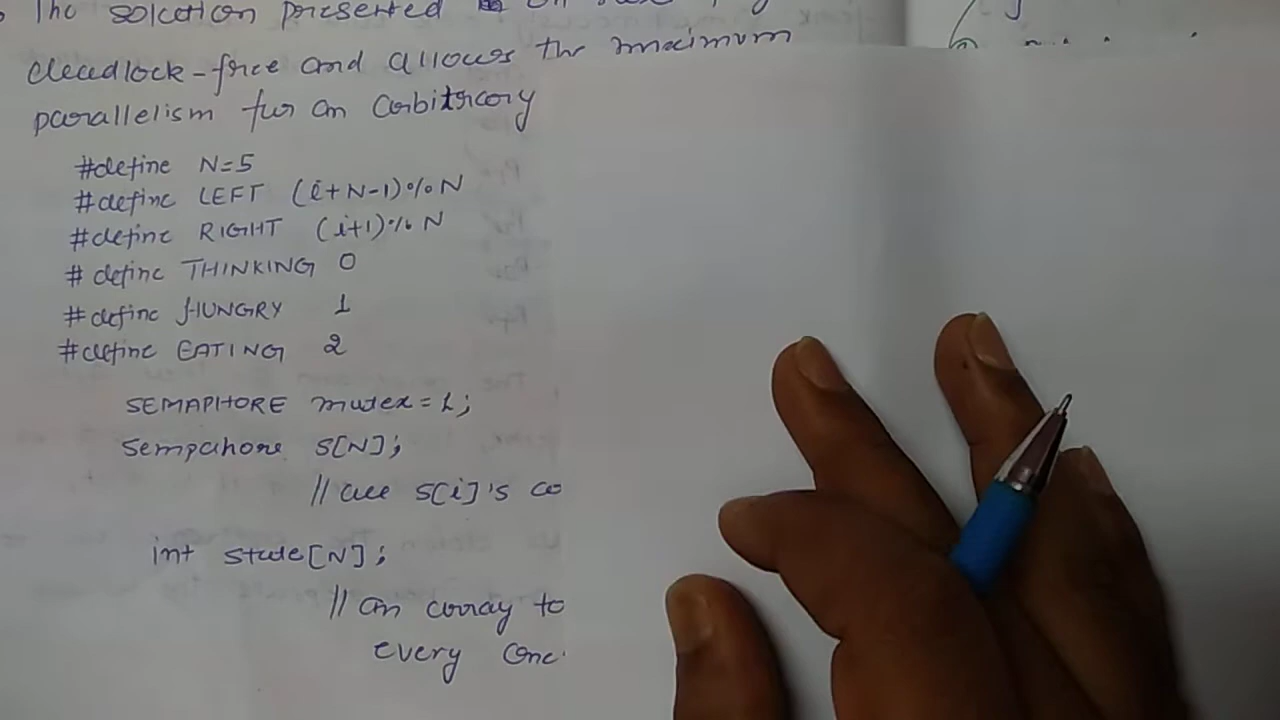 The solution presented
deadlock-free and allows the maximum
parallelism for an arbitrary
#define N=5
#define LEFT (i+N-1)%N
#define RIGHT (i+1)%N
#define THINKING 0
#define HUNGRY 1
#define EATING 2
SEMAPHORE mutex=1;
Sempahore S[N];
// all S[i]'s
int state[N];
// an array to
every one